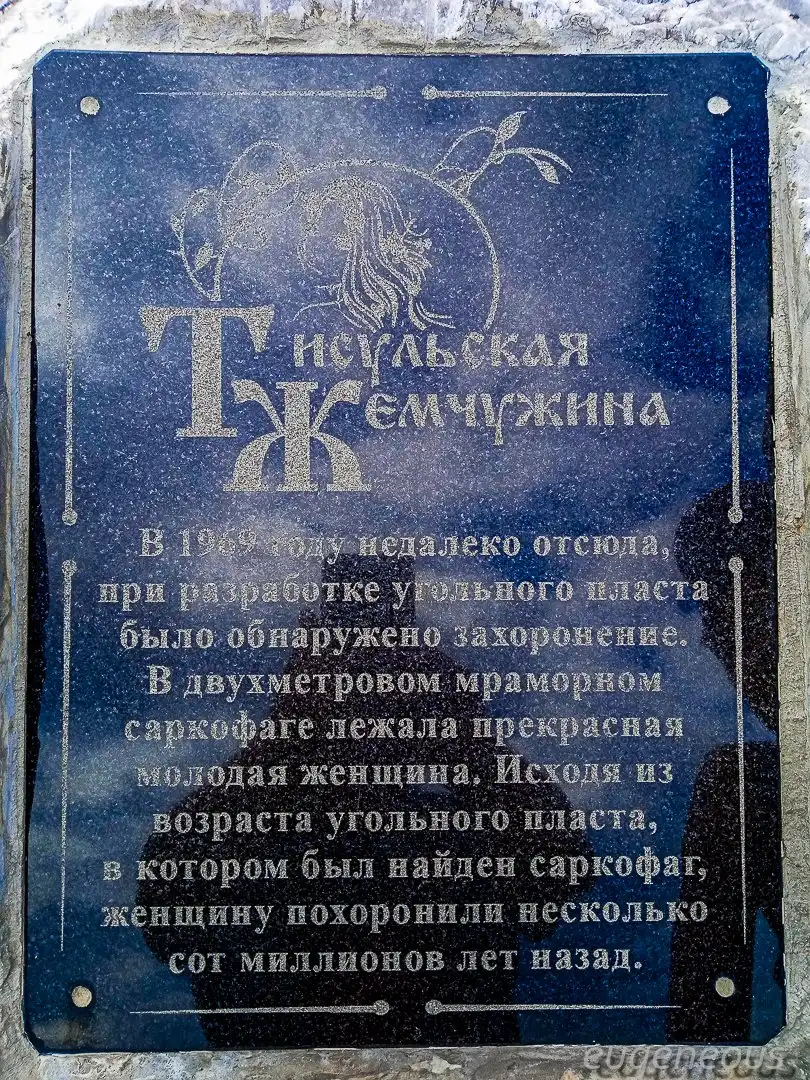 Тисульская
Жемчужина
В 1969 году недалеко отсюда,
при разработке угольного пласта
было обнаружено захоронение.
В двухметровом мраморном
саркофаге лежала прекрасная
молодая женщина. Исходя из
возраста угольного пласта,
в котором был найден саркофаг,
женщину похоронили несколько
сот миллионов лет назад.
eugeneous